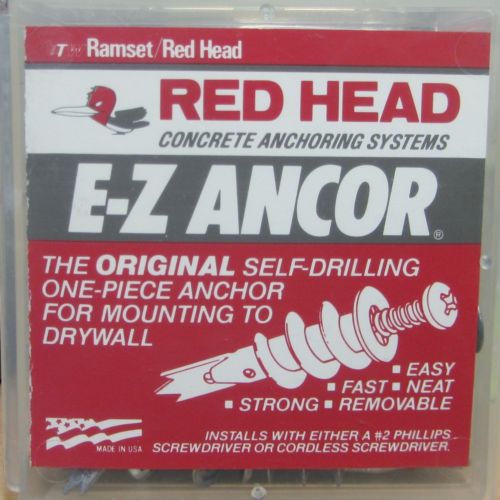 ITW Ramset/Red Head
RED HEAD
CONCRETE ANCHORING SYSTEMS
E-Z ANCOR®
THE ORIGINAL SELF-DRILLING
ONE-PIECE ANCHOR
FOR MOUNTING TO
DRYWALL
▪ EASY
▪ FAST ▪ NEAT
▪ STRONG ▪ REMOVABLE
MADE IN USA
INSTALLS WITH EITHER A #2 PHILLIPS
SCREWDRIVER OR CORDLESS SCREWDRIVER.